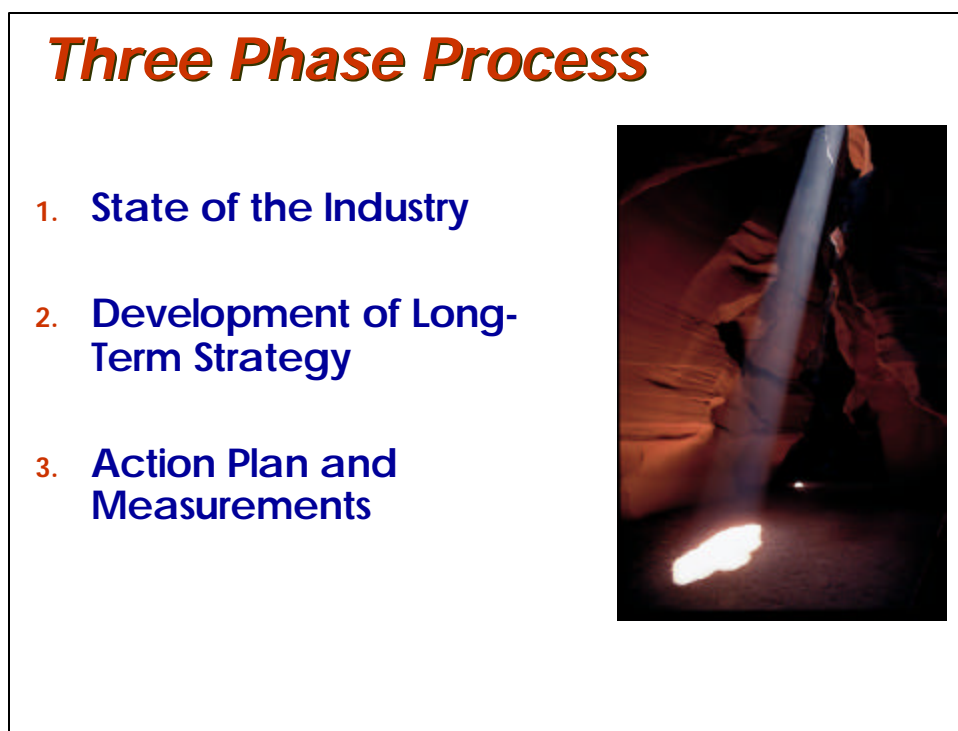 Three Phase Process
1. State of the Industry
2. Development of Long-
Term Strategy
3. Action Plan and
Measurements